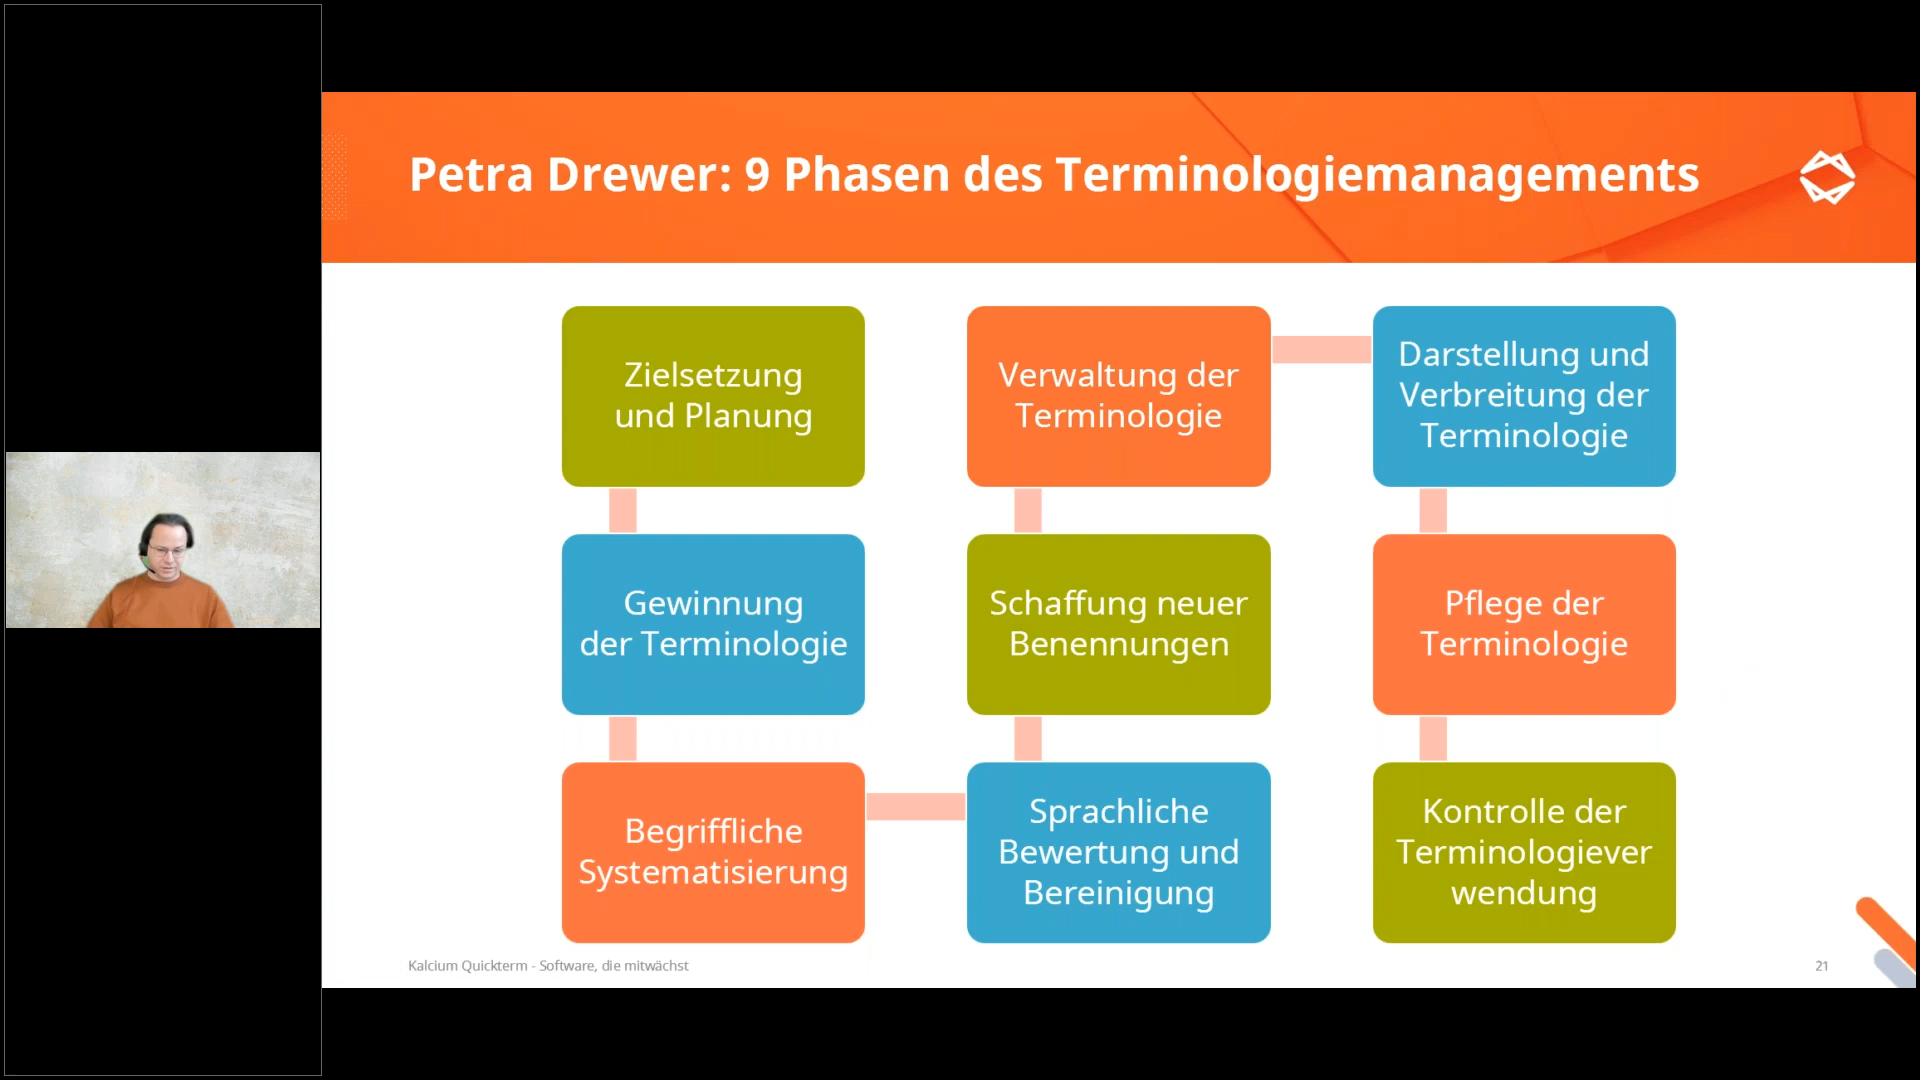 Petra Drewer: 9 Phasen des Terminologiemanagements
Zielsetzung
und Planung
Gewinnung
der Terminologie
Begriffliche
Systematisierung
Sprachliche
Bewertung und
Bereinigung
Schaffung neuer
Benennungen
Verwaltung der
Terminologie
Darstellung und
Verbreitung der
Terminologie
Pflege der
Terminologie
Kontrolle der
Terminologiever
wendung
Kalcium Quickterm - Software, die mitwächst
21